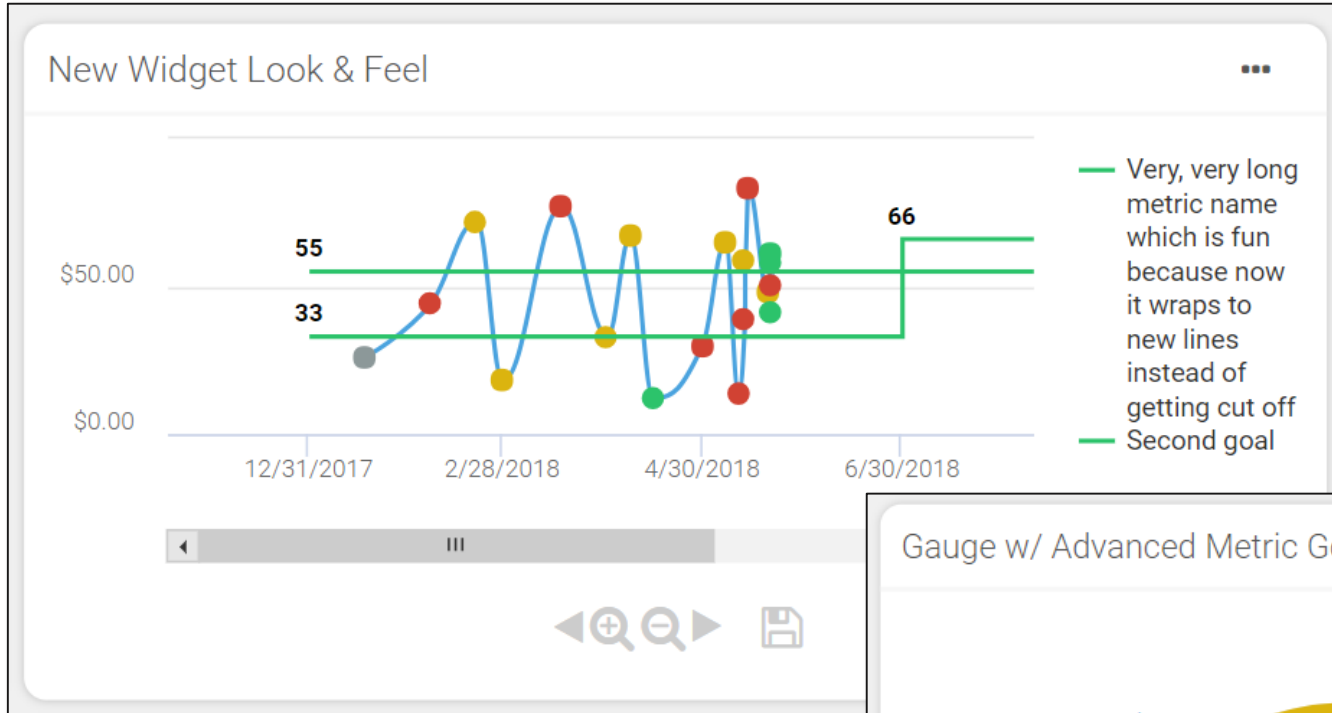 New Widget Look & Feel
Very, very long
metric name
which is fun
because now
it wraps to
new lines
instead of
getting cut off
Second goal
66
55
$50.00
33
$0.00
12/31/2017
2/28/2018
4/30/2018
6/30/2018
Gauge w/ Advanced Metric